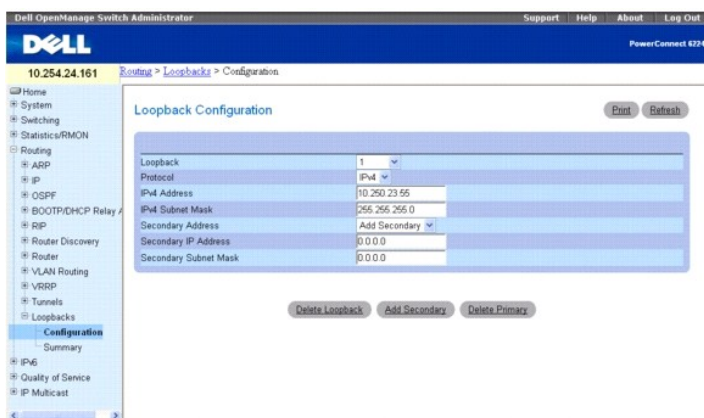 Dell OpenManage Switch Administrator Support Help About Log Out
DELL
PowerConnect 622
10.254.24.161 Routing > Loopbacks > Configuration
Home
System
Switching
Statistics/RMON
Routing
ARP
IP
OSPF
BOOTP/DHCP Relay
RIP
Router Discovery
Router
VLAN Routing
VRRP
Tunnels
Loopbacks
Configuration
Summary
IPv6
Quality of Service
IP Multicast
Loopback Configuration
Print Refresh
Loopback 1
Protocol IPv4
IPv4 Address 10.250.23.55
IPv4 Subnet Mask 255.255.255.0
Secondary Address Add Secondary
Secondary IP Address 0.0.0.0
Secondary Subnet Mask 0.0.0.0
Delete Loopback Add Secondary Delete Primary